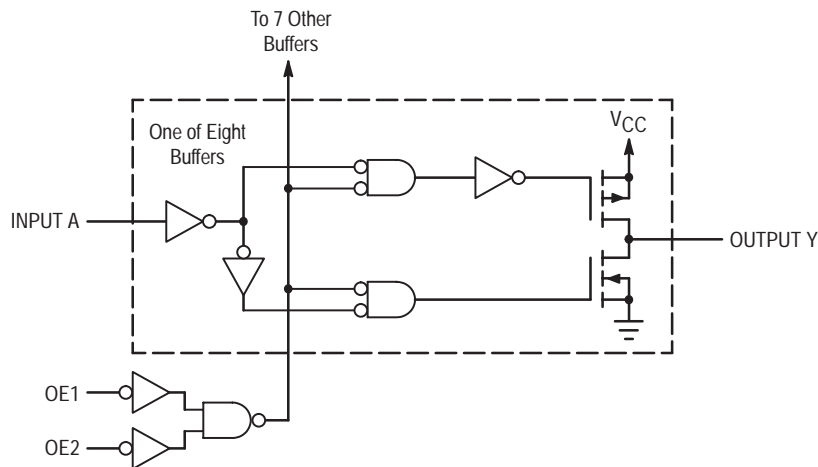 To 7 Other
Buffers
One of Eight
Buffers
VCC
INPUT A
OUTPUT Y
OE1
OE2